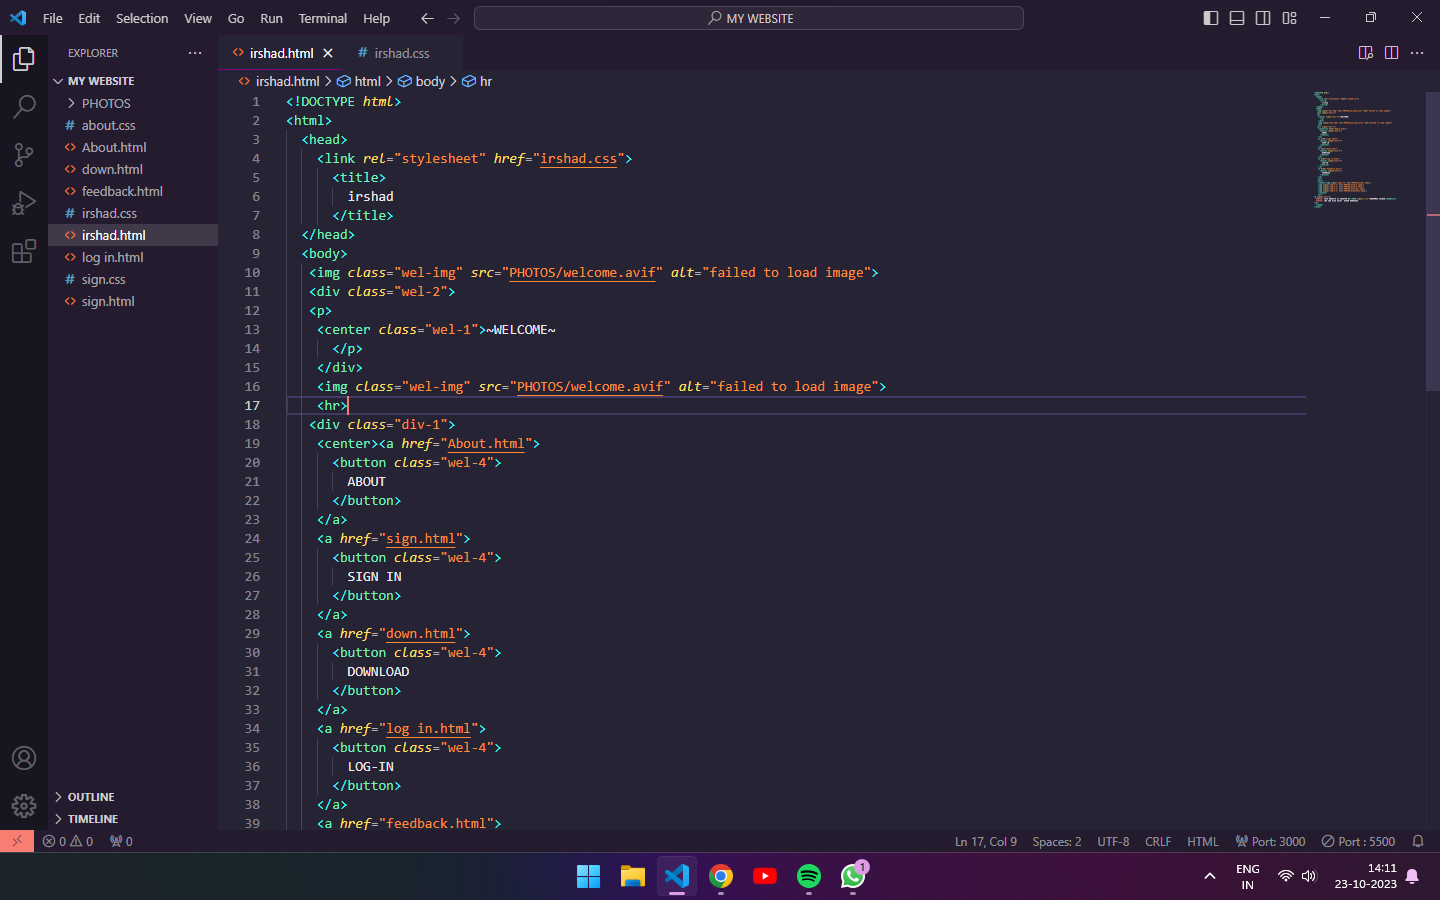 File Edit Selection View Go Run Terminal Help MY WEBSITE
EXPLORER
MY WEBSITE
PHOTOS
about.css
About.html
down.html
feedback.html
irshad.css
irshad.html
log in.html
sign.css
sign.html
OUTLINE
TIMELINE
irshad.html irshad.css
irshad.html > html > body > hr
1 <!DOCTYPE html>
2 <html>
3 <head>
4 <link rel="stylesheet" href="irshad.css">
5 <title>
6 irshad
7 </title>
8 </head>
9 <body>
10 <img class="wel-img" src="PHOTOS/welcome.avif" alt="failed to load image">
11 <div class="wel-2">
12 <p>
13 <center class="wel-1">~WELCOME~
14 </p>
15 </div>
16 <img class="wel-img" src="PHOTOS/welcome.avif" alt="failed to load image">
17 <hr>
18 <div class="div-1">
19 <center><a href="About.html">
20 <button class="wel-4">
21 ABOUT
22 </button>
23 </a>
24 <a href="sign.html">
25 <button class="wel-4">
26 SIGN IN
27 </button>
28 </a>
29 <a href="down.html">
30 <button class="wel-4">
31 DOWNLOAD
32 </button>
33 </a>
34 <a href="log in.html">
35 <button class="wel-4">
36 LOG-IN
37 </button>
38 </a>
39 <a href="feedback.html">
0 0 0 Ln 17, Col 9 Spaces: 2 UTF-8 CRLF HTML Port: 3000 Port : 5500
1
ENG
IN
14:11
23-10-2023